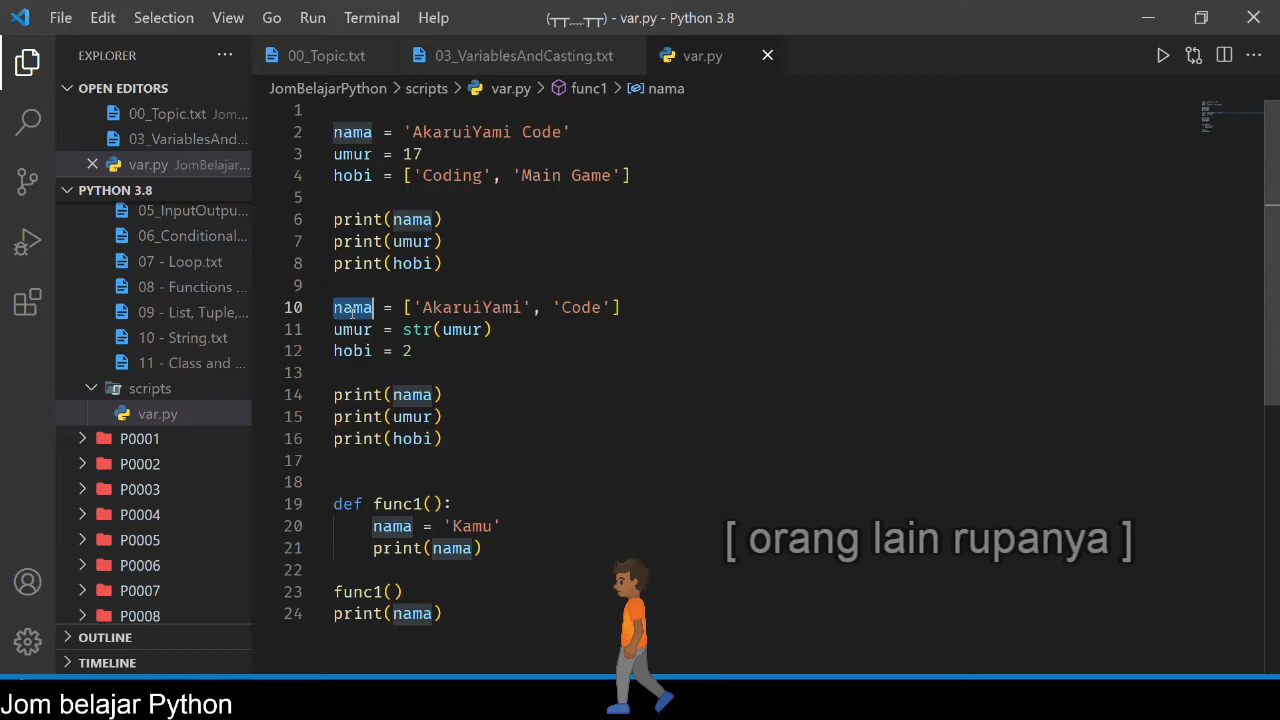 File Edit Selection View Go Run Terminal Help (┬┬﹏┬┬) - var.py - Python 3.8
EXPLORER ··· 00_Topic.txt 03_VariablesAndCasting.txt var.py
OPEN EDITORS
00_Topic.txt Jom...
03_VariablesAnd...
var.py JomBelajar...
PYTHON 3.8
05_InputOutpu...
06_Conditional...
07 - Loop.txt
08 - Functions ...
09 - List, Tuple,...
10 - String.txt
11 - Class and ...
scripts
var.py
P0001
P0002
P0003
P0004
P0005
P0006
P0007
P0008
OUTLINE
TIMELINE
JomBelajarPython > scripts > var.py > func1 > nama
1
2 nama = 'AkaruiYami Code'
3 umur = 17
4 hobi = ['Coding', 'Main Game']
5
6 print(nama)
7 print(umur)
8 print(hobi)
9
10 nama = ['AkaruiYami', 'Code']
11 umur = str(umur)
12 hobi = 2
13
14 print(nama)
15 print(umur)
16 print(hobi)
17
18
19 def func1():
20 nama = 'Kamu'
21 print(nama)
22
23 func1()
24 print(nama)
[ orang lain rupanya ]
Jom belajar Python